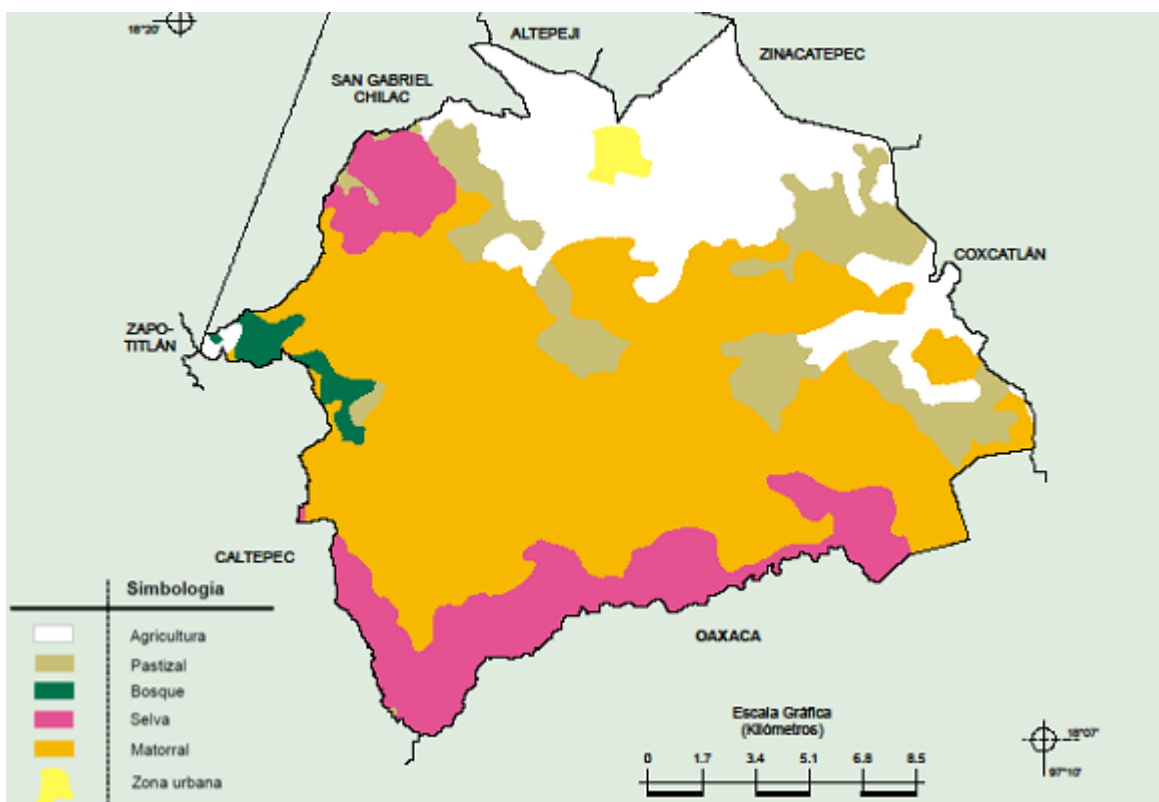 18°20'
ALTEPEJI
ZINACATEPEC
SAN GABRIEL
CHILAC
COXCATLÁN
ZAPO-
TITLÁN
CALTEPEC
OAXACA
Simbología
Agricultura
Pastizal
Bosque
Selva
Matorral
Zona urbana
Escala Gráfica
(Kilómetros)
0 1.7 3.4 5.1 6.8 8.5
18°07'
97°10'